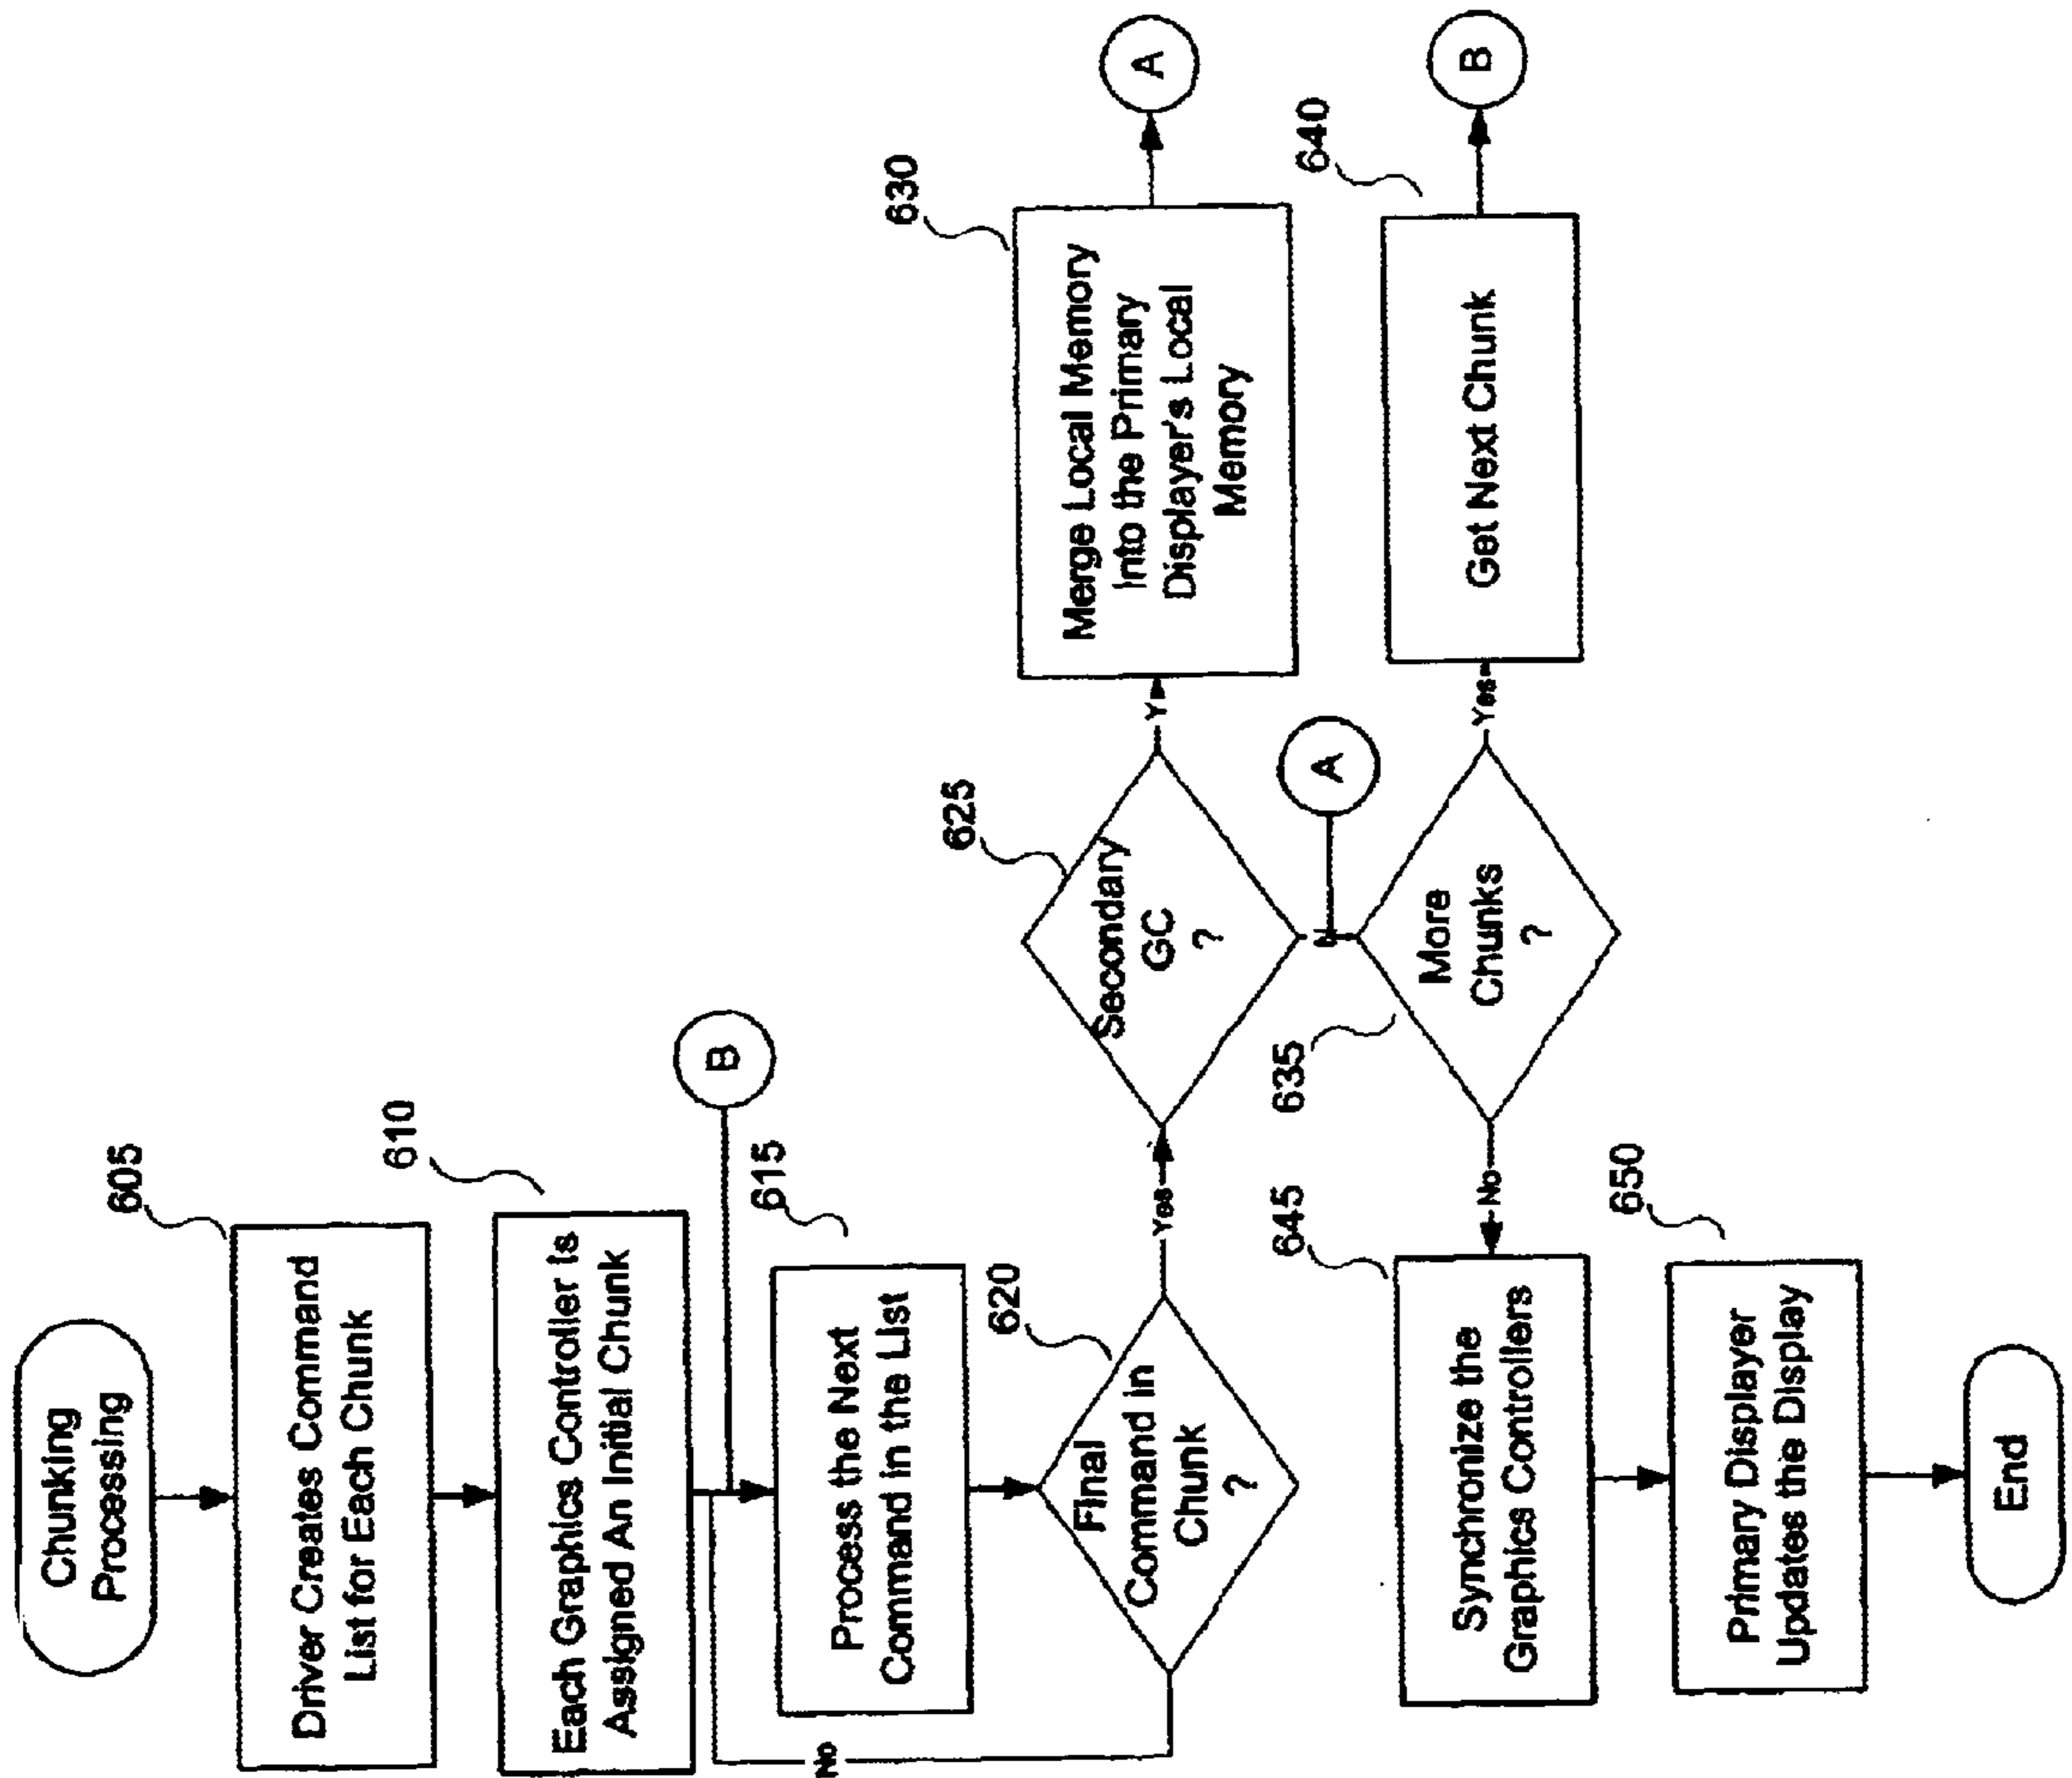 Chunking
Processing
605
Driver Creates Command
List for Each Chunk
610
Each Graphics Controller is
Assigned An Initial Chunk
B
615
Process the Next
Command in the List
620
Final
Command in
Chunk
?
No
Yes
625
Secondary
GC
?
Y
630
Merge Local Memory
Into the Primary
Displayer's Local
Memory
A
N
A
635
More
Chunks
?
Yes
640
Get Next Chunk
B
No
645
Synchronize the
Graphics Controllers
650
Primary Displayer
Updates the Display
End